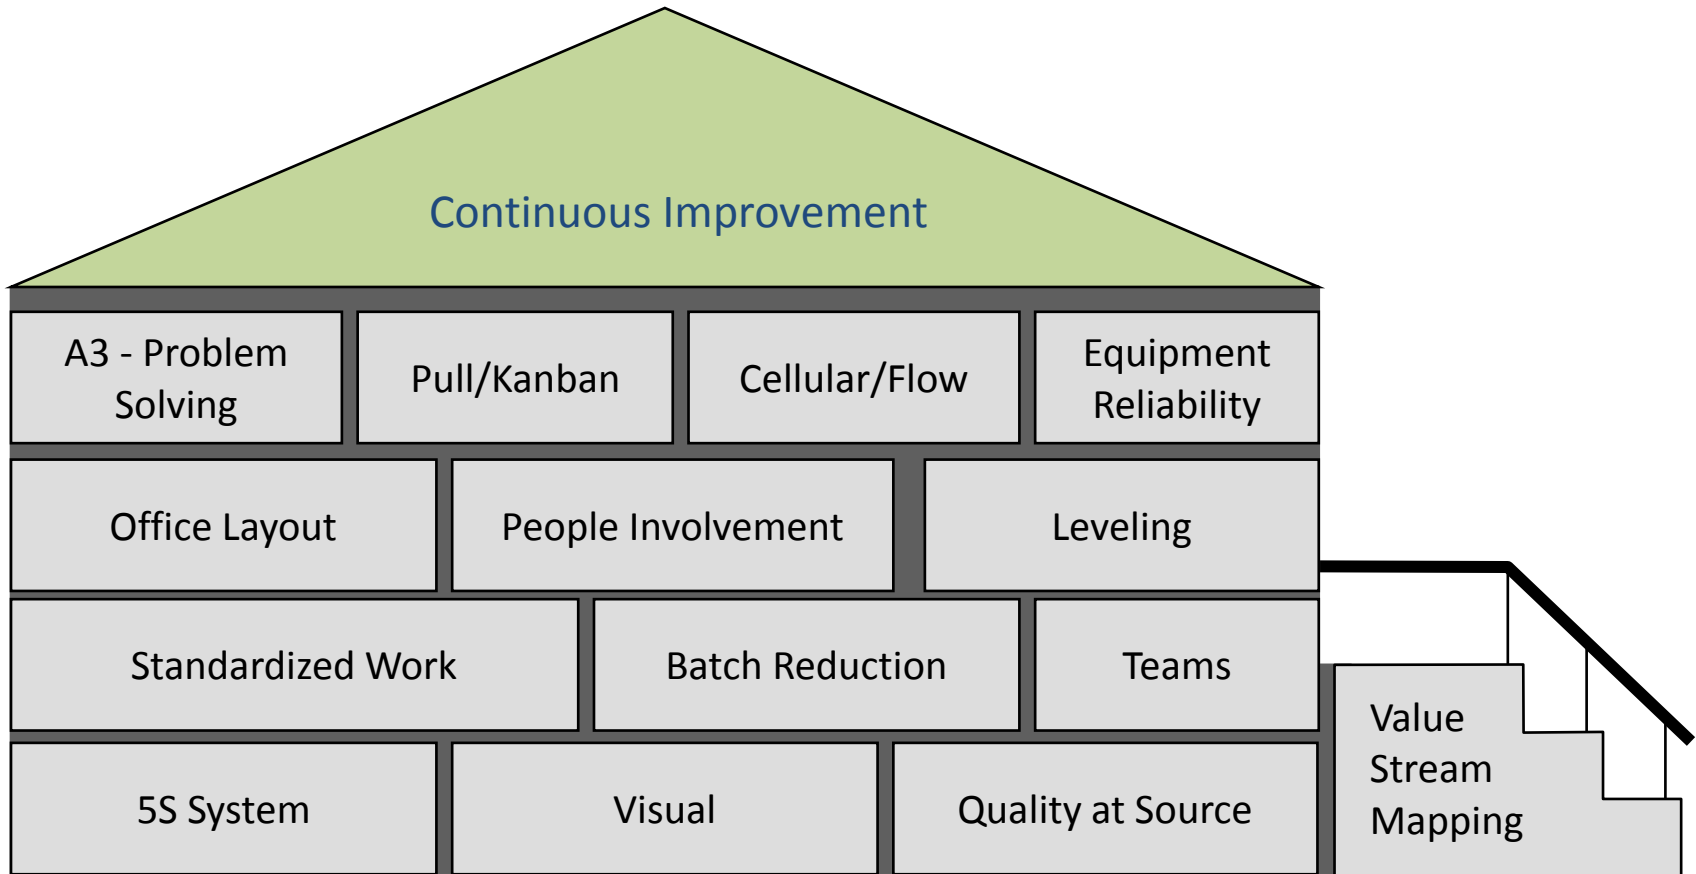 Continuous Improvement
A3 - Problem
Solving
Pull/Kanban
Cellular/Flow
Equipment
Reliability
Office Layout
People Involvement
Leveling
Standardized Work
Batch Reduction
Teams
5S System
Visual
Quality at Source
Value
Stream
Mapping